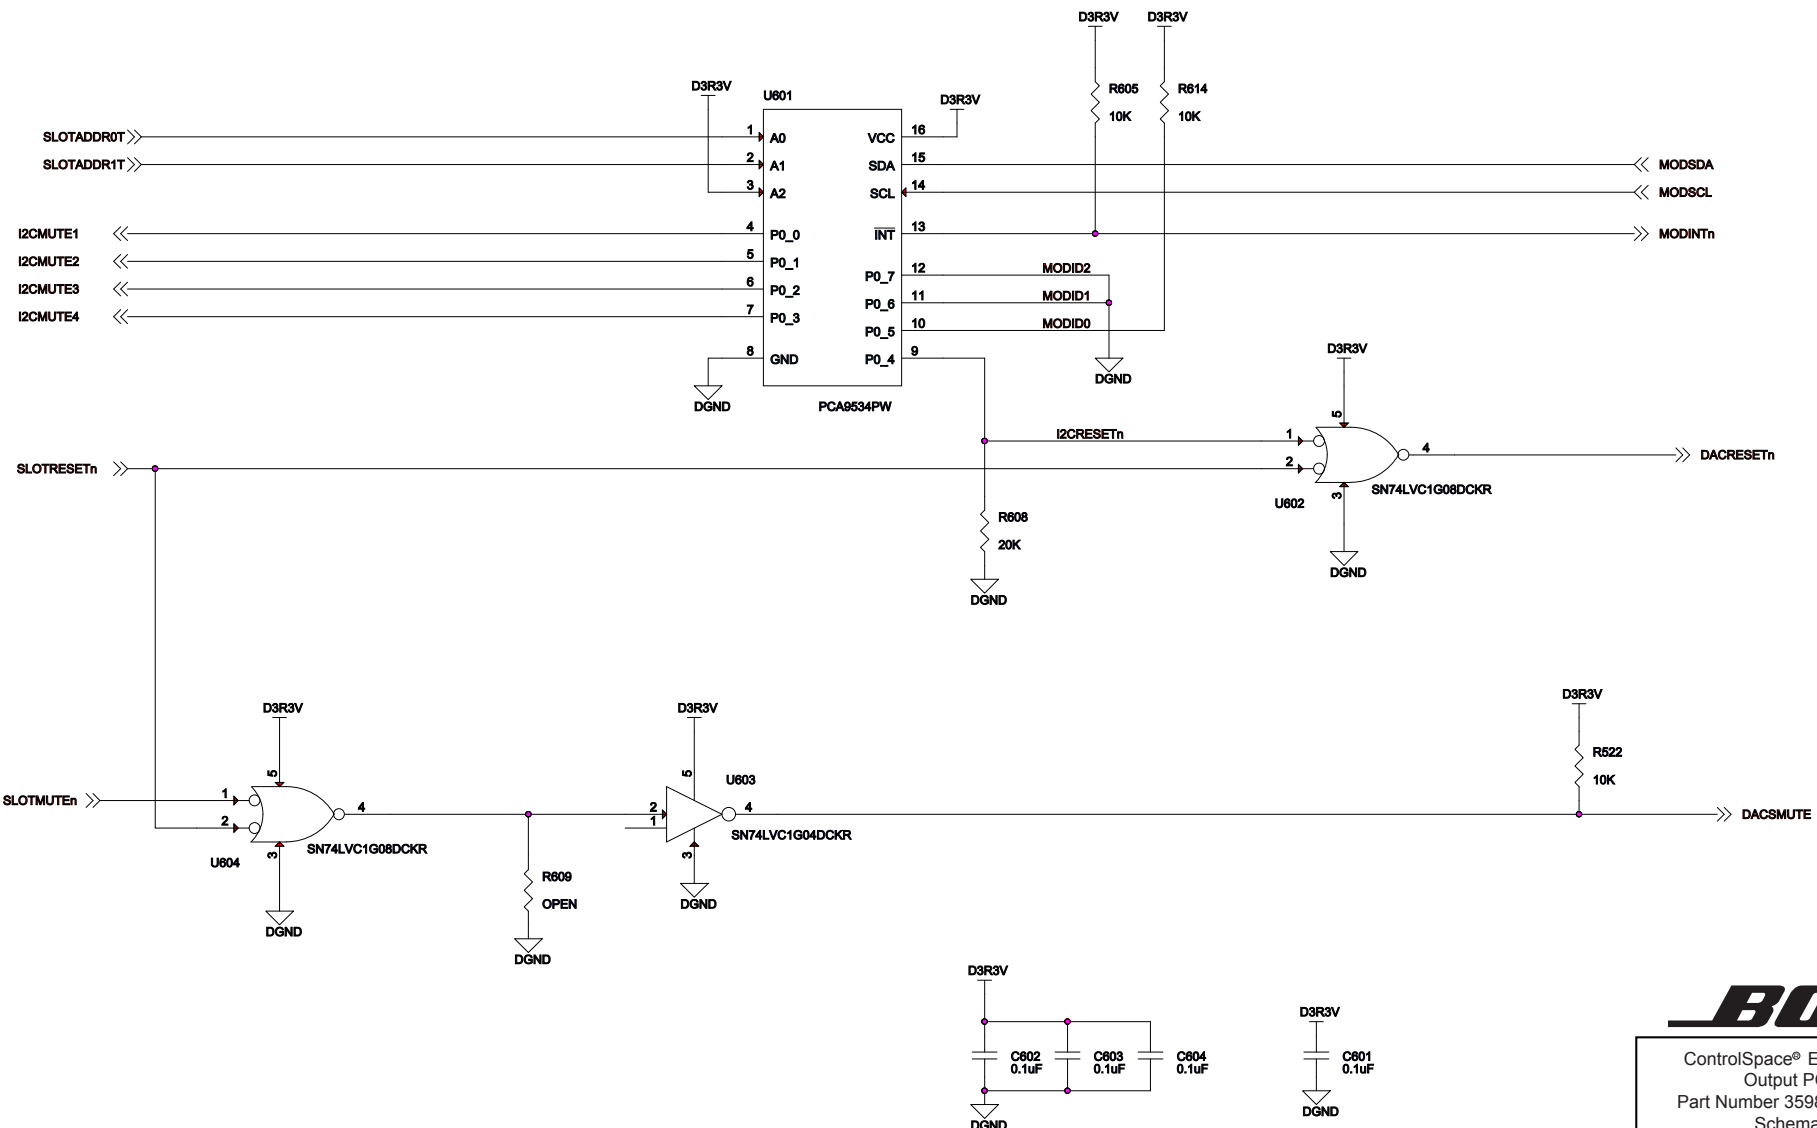 D3R3V D3R3V
R605 R614
10K 10K
D3R3V
U601
D3R3V
SLOTADDR0T 1 A0 VCC 16
SLOTADDR1T 2 A1 SDA 15 MODSDA
3 A2 SCL 14 MODSCL
I2CMUTE1 4 P0_0 INT 13 MODINTn
I2CMUTE2 5 P0_1
P0_7 12 MODID2
I2CMUTE3 6 P0_2 P0_6 11 MODID1
I2CMUTE4 7 P0_3 P0_5 10 MODID0
8 GND P0_4 9
DGND
PCA9534PW
DGND
D3R3V
5
I2CRESETn 1
SLOTRESETn 2
4 DACRESETn
SN74LVC1G08DCKR
U602
3
DGND
R608
20K
DGND
D3R3V
5
SLOTMUTEn 1
2
4
SN74LVC1G08DCKR
U604
3
DGND
R609
OPEN
DGND
D3R3V
5
U603
2
1
4
SN74LVC1G04DCKR
3
DGND
D3R3V
R522
10K
DACSMUTE
D3R3V
C602 C603 C604
0.1uF 0.1uF 0.1uF
DGND
D3R3V
C601
0.1uF
DGND
ControlSpace® E
Output P
Part Number 3598
Schema